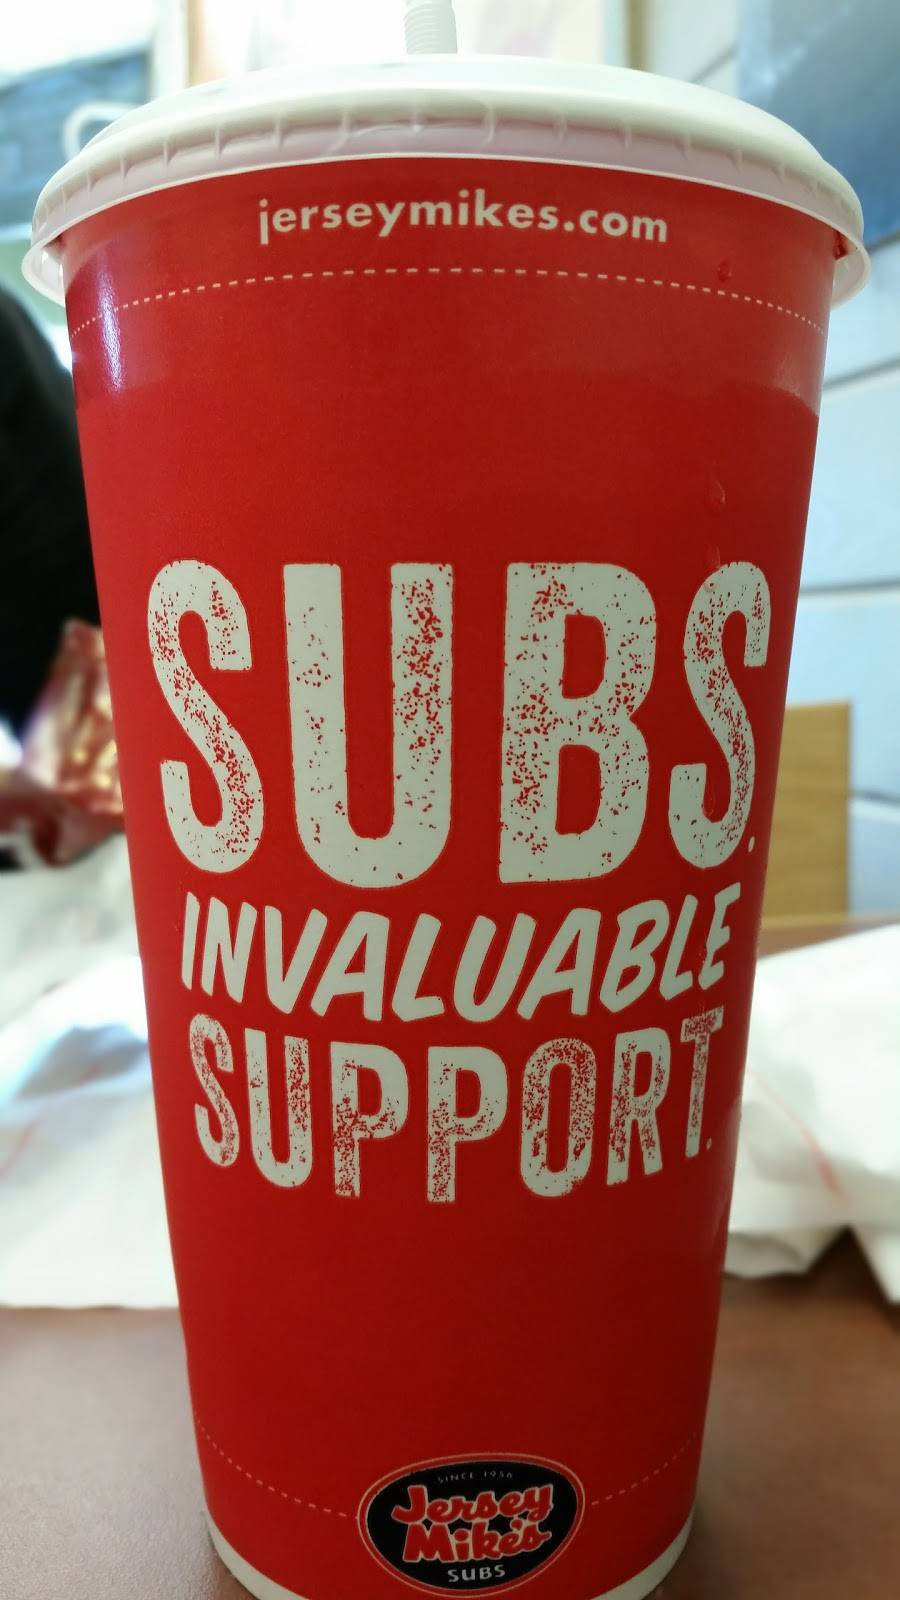 jerseymikes.com
SUBS.
INVALUABLE
SUPPORT.
SINCE 1956
Jersey
Mike's
SUBS